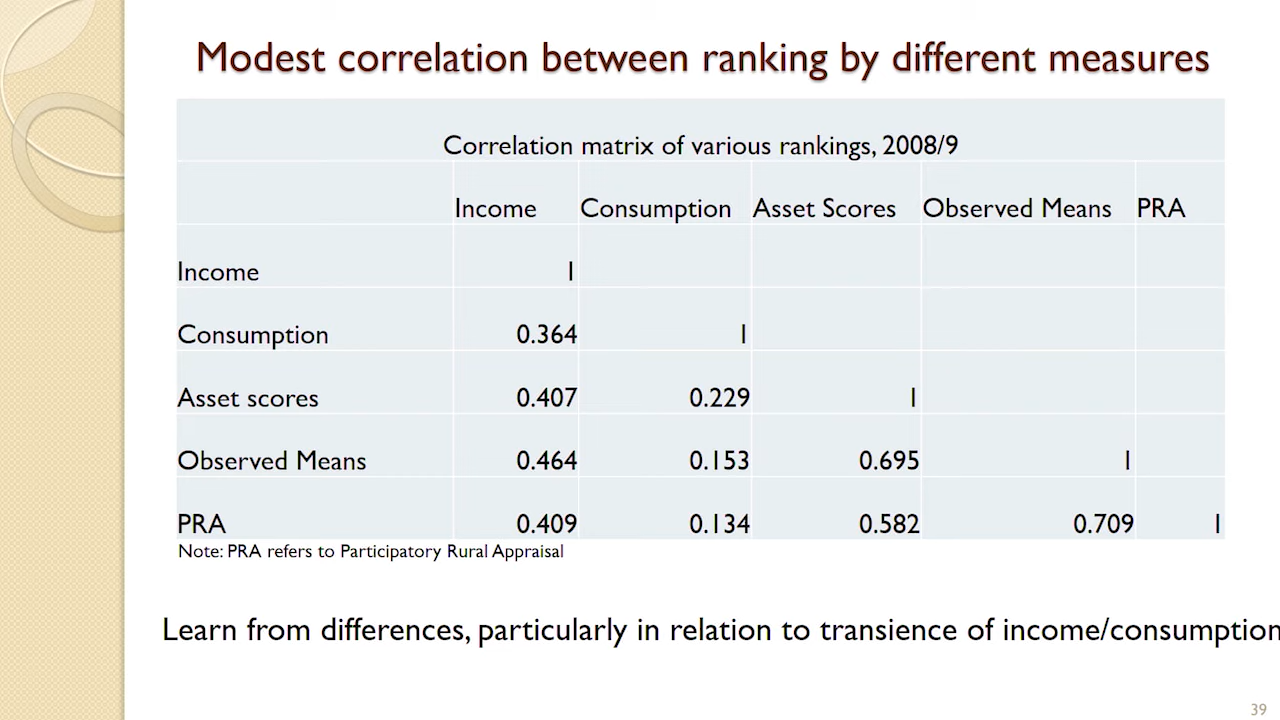 Modest correlation between ranking by different measures
Correlation matrix of various rankings, 2008/9
Income Consumption Asset Scores Observed Means PRA
Income 1
Consumption 0.364 1
Asset scores 0.407 0.229 1
Observed Means 0.464 0.153 0.695 1
PRA 0.409 0.134 0.582 0.709 1
Note: PRA refers to Participatory Rural Appraisal
Learn from differences, particularly in relation to transience of income/consumption
39